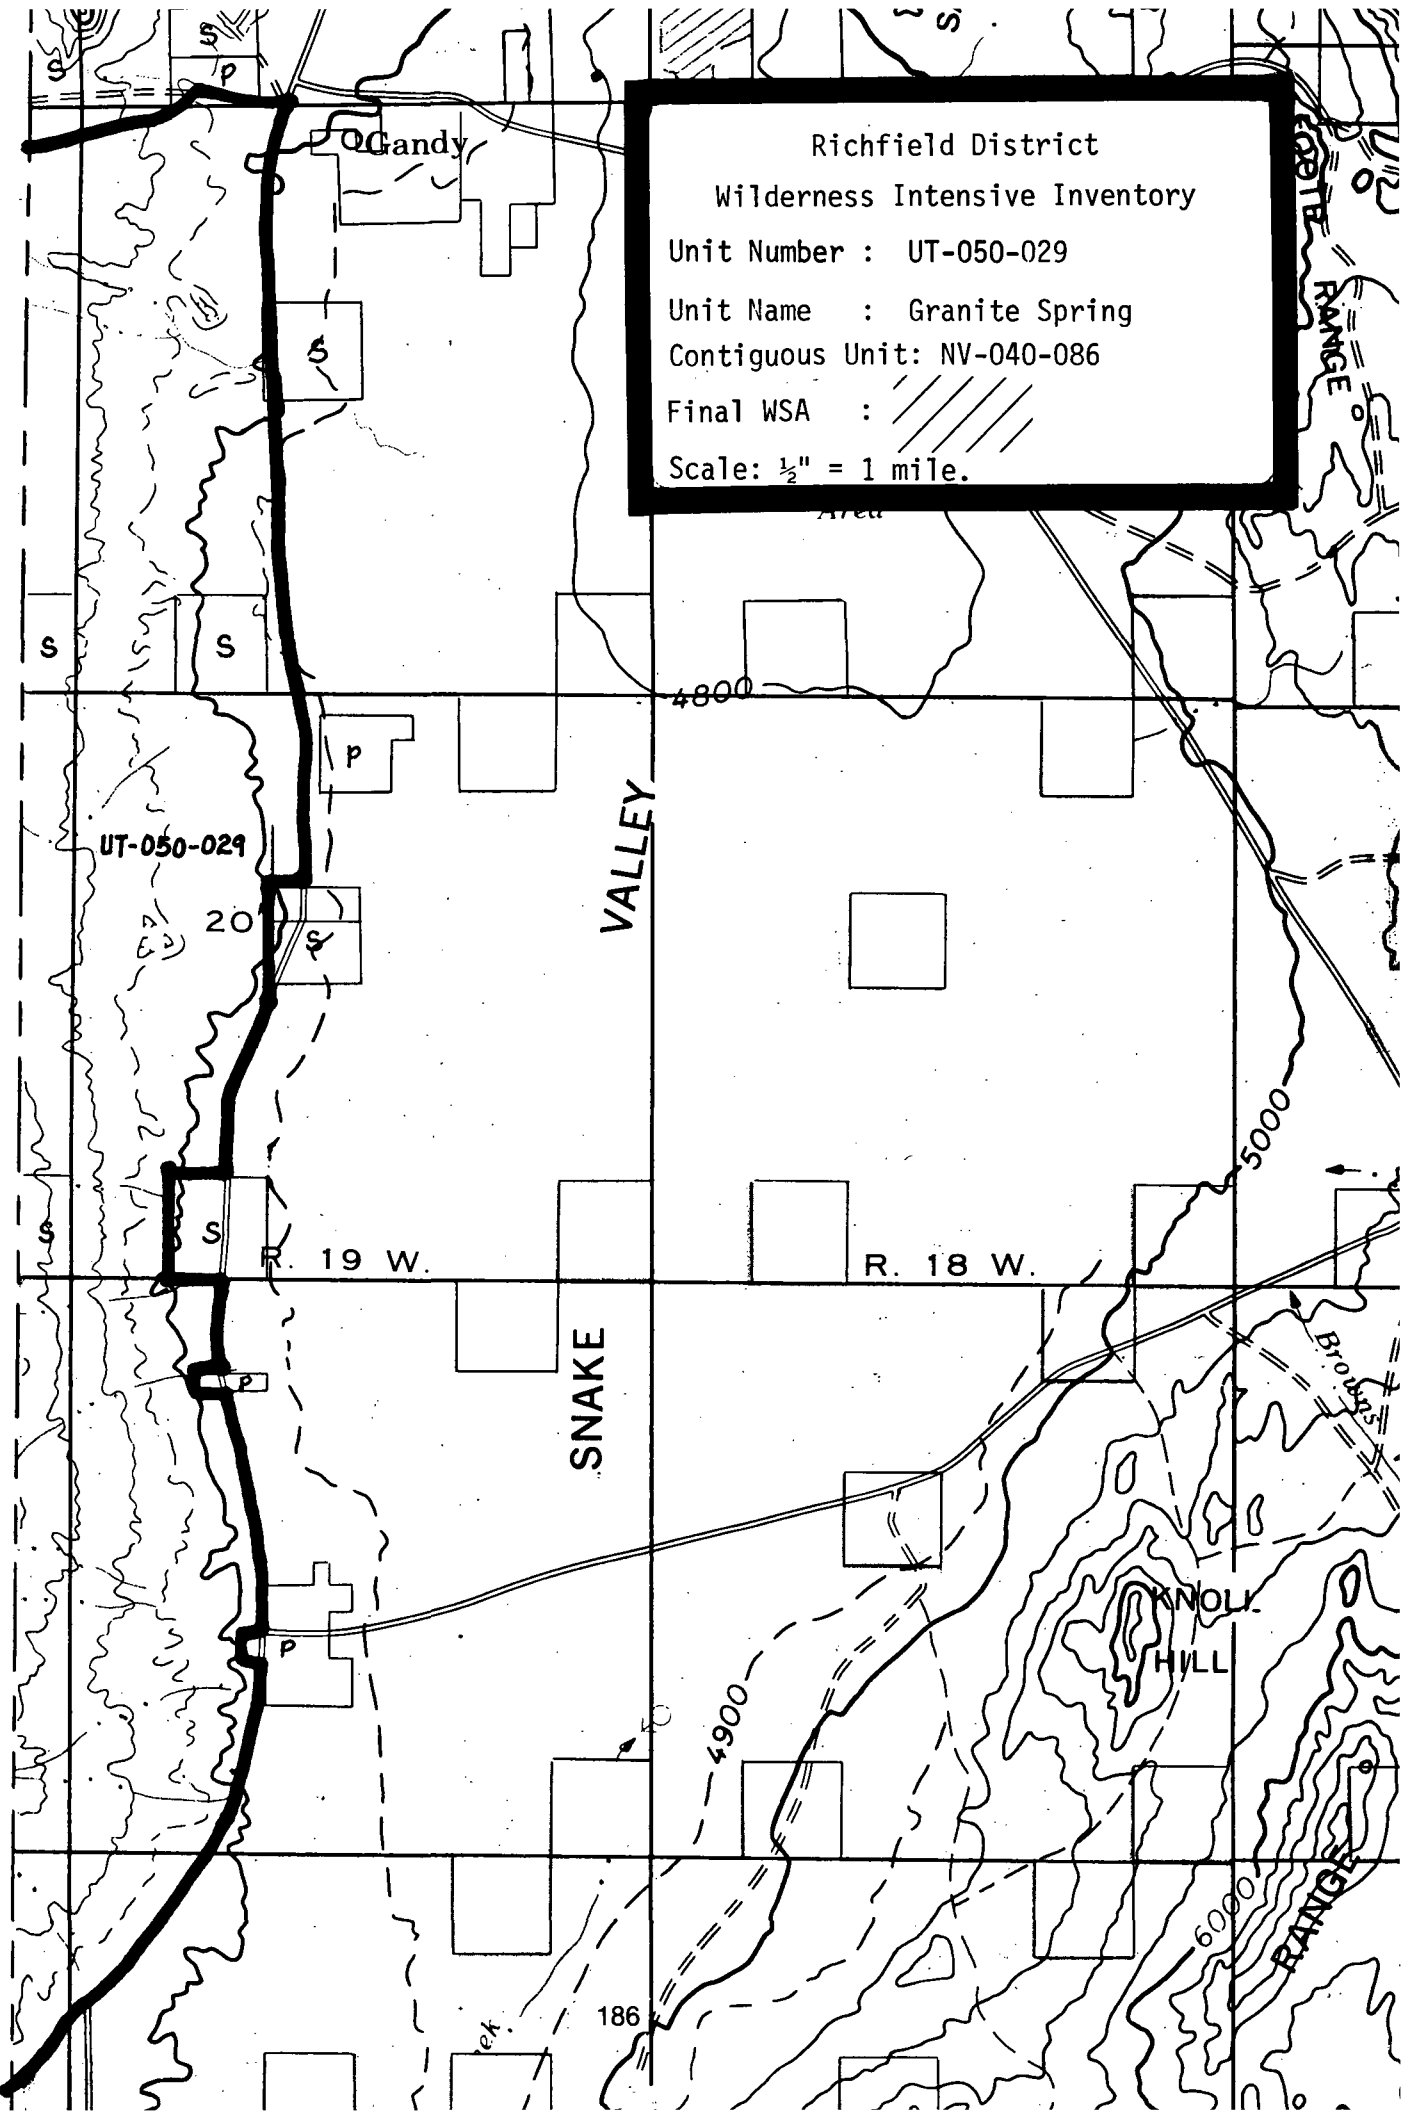 S
S
P
Gandy
Richfield District
Wilderness Intensive Inventory
Unit Number : UT-050-029
Unit Name : Granite Spring
Contiguous Unit: NV-040-086
Final WSA :
Scale: ½" = 1 mile.
RANGE
S
Area
S
S
4800
P
VALLEY
UT-050-029
20
S
5000
S
S
R. 19 W.
R. 18 W.
SNAKE
Browns
P
KNOLL
HILL
P
4900
6000
RANGE
186